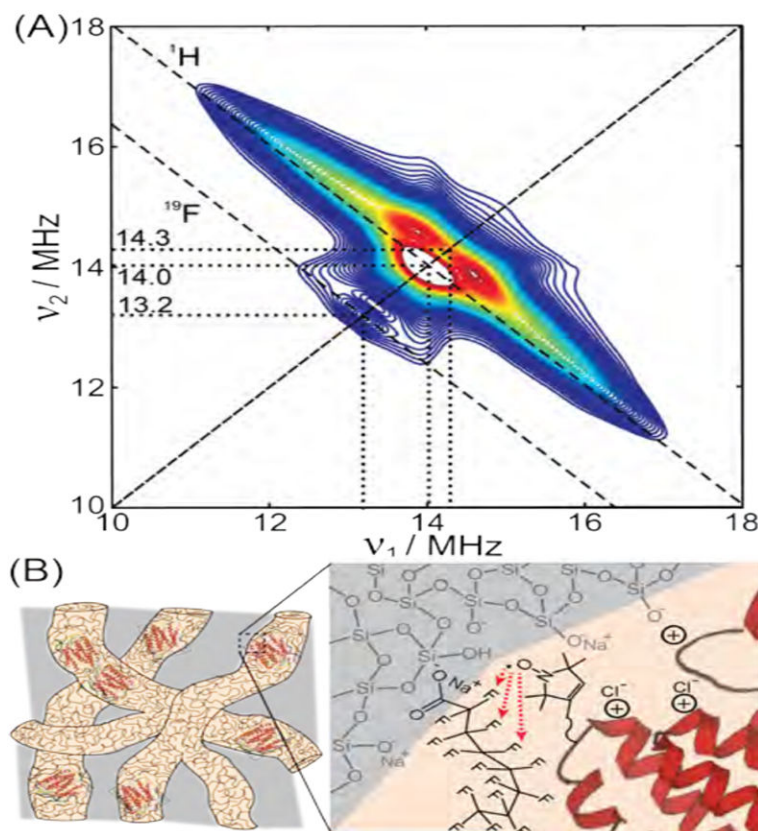 (A)
18
¹H
16
¹⁹F
14.3
14
14.0
13.2
12
10
ν₂ / MHz
10 12 14 16 18
ν₁ / MHz
(B)
Si Si Si Si
O O O O
Si Si Si Si
O⁻
Si OH
O⁻Na⁺
O Na⁺
O
Si O⁻ Na⁺
O N
Cl⁻ Cl⁻
+ + +
F F F F F F